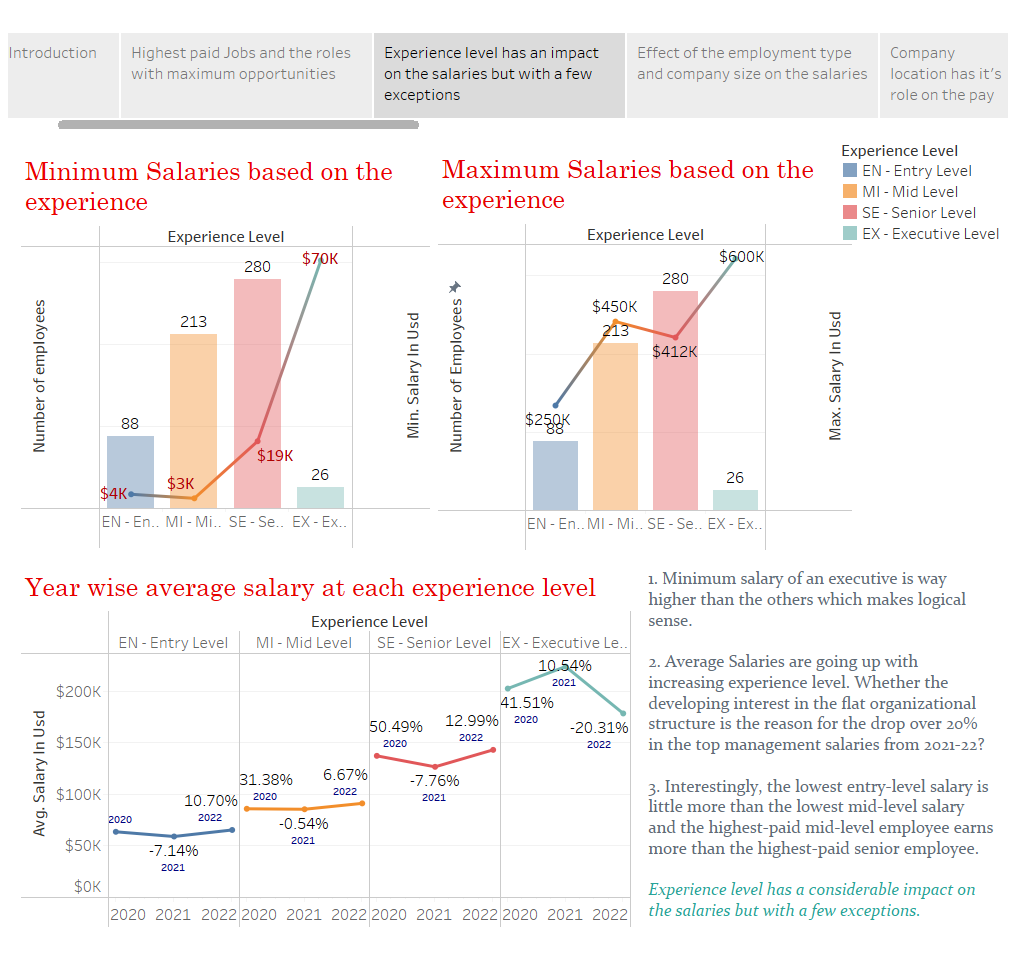 Introduction
Highest paid Jobs and the roles
with maximum opportunities
Experience level has an impact
on the salaries but with a few
exceptions
Effect of the employment type
and company size on the salaries
Company
location has it's
role on the pay
Minimum Salaries based on the
experience
Experience Level
Number of employees
Min. Salary In Usd
88
213
280
26
$4K
$3K
$19K
$70K
EN - En.. MI - Mi.. SE - Se.. EX - Ex..
Maximum Salaries based on the
experience
Experience Level
Number of Employees
Max. Salary In Usd
88
213
280
26
$250K
$450K
$412K
$600K
EN - En.. MI - Mi.. SE - Se.. EX - Ex..
Experience Level
EN - Entry Level
MI - Mid Level
SE - Senior Level
EX - Executive Level
Year wise average salary at each experience level
Experience Level
EN - Entry Level MI - Mid Level SE - Senior Level EX - Executive Le..
Avg. Salary In Usd
$200K
$150K
$100K
$50K
$0K
2020
-7.14%
2021
10.70%
2022
31.38%
2020
-0.54%
2021
6.67%
2022
50.49%
2020
-7.76%
2021
12.99%
2022
41.51%
2020
10.54%
2021
-20.31%
2022
2020 2021 2022 2020 2021 2022 2020 2021 2022 2020 2021 2022
1. Minimum salary of an executive is way
higher than the others which makes logical
sense.
2. Average Salaries are going up with
increasing experience level. Whether the
developing interest in the flat organizational
structure is the reason for the drop over 20%
in the top management salaries from 2021-22?
3. Interestingly, the lowest entry-level salary is
little more than the lowest mid-level salary
and the highest-paid mid-level employee earns
more than the highest-paid senior employee.
Experience level has a considerable impact on
the salaries but with a few exceptions.